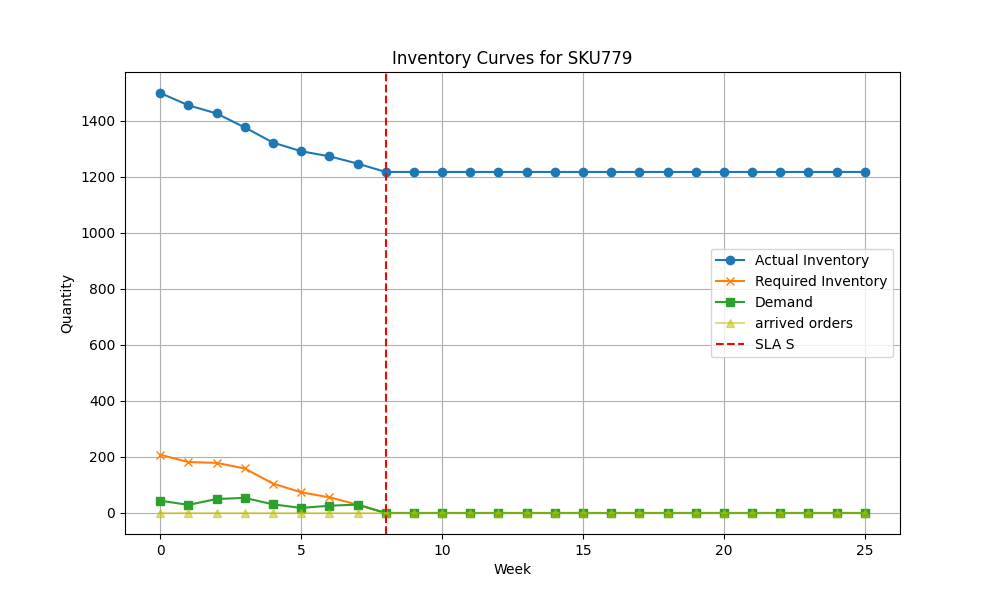 Inventory Curves for SKU779
Quantity
1400
1200
1000
800
600
400
200
0
Actual Inventory
Required Inventory
Demand
arrived orders
SLA S
0 5 10 15 20 25
Week